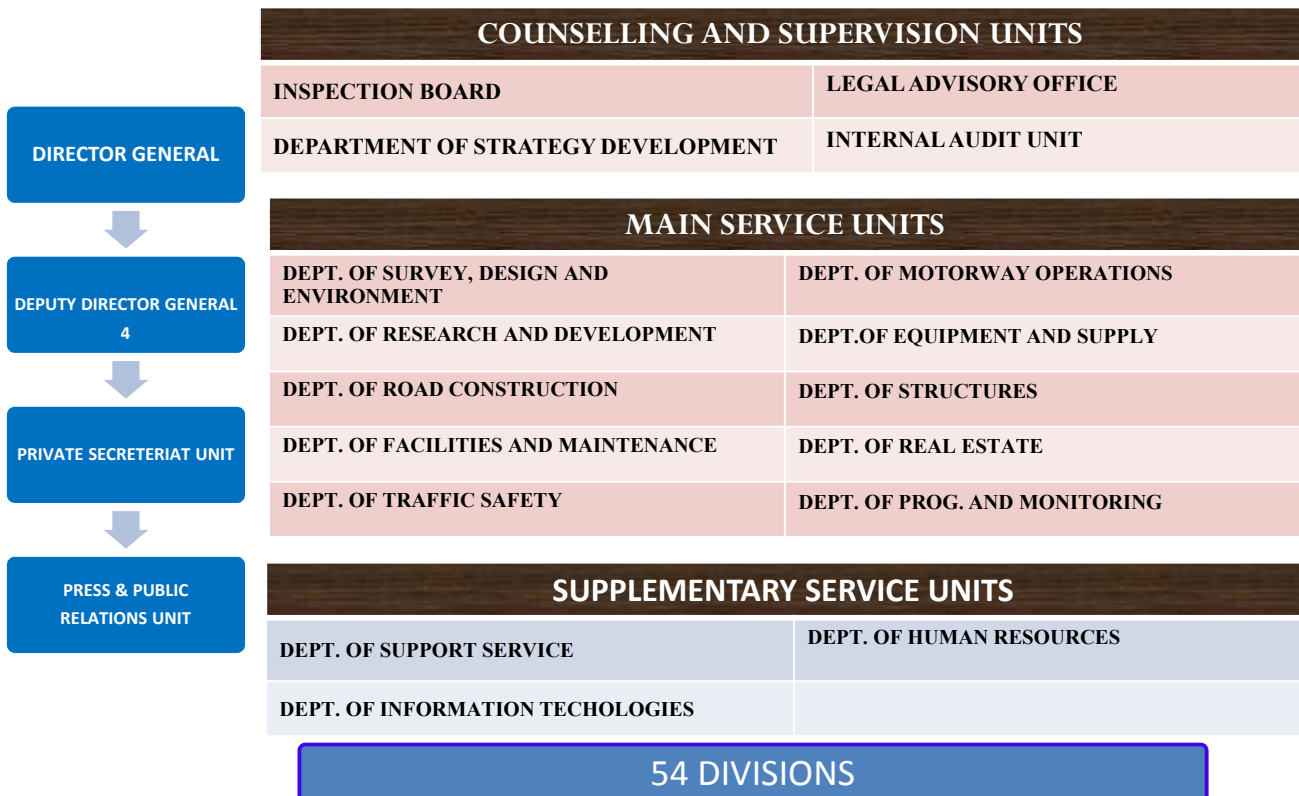 DIRECTOR GENERAL
DEPUTY DIRECTOR GENERAL
4
PRIVATE SECRETERIAT UNIT
PRESS & PUBLIC
RELATIONS UNIT
COUNSELLING AND SUPERVISION UNITS
INSPECTION BOARD
LEGAL ADVISORY OFFICE
DEPARTMENT OF STRATEGY DEVELOPMENT
INTERNAL AUDIT UNIT
MAIN SERVICE UNITS
DEPT. OF SURVEY, DESIGN AND
ENVIRONMENT
DEPT. OF MOTORWAY OPERATIONS
DEPT. OF RESEARCH AND DEVELOPMENT
DEPT.OF EQUIPMENT AND SUPPLY
DEPT. OF ROAD CONSTRUCTION
DEPT. OF STRUCTURES
DEPT. OF FACILITIES AND MAINTENANCE
DEPT. OF REAL ESTATE
DEPT. OF TRAFFIC SAFETY
DEPT. OF PROG. AND MONITORING
SUPPLEMENTARY SERVICE UNITS
DEPT. OF SUPPORT SERVICE
DEPT. OF HUMAN RESOURCES
DEPT. OF INFORMATION TECHOLOGIES
54 DIVISIONS